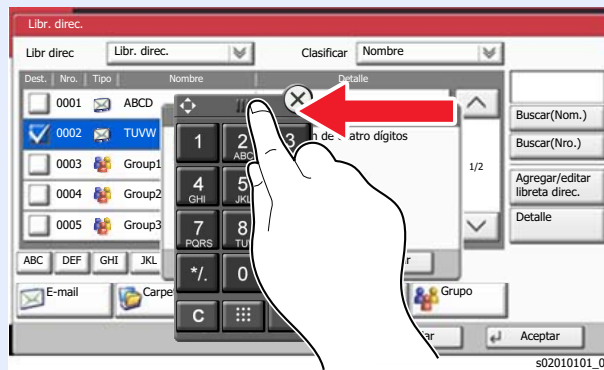 Libr. direc.
Libr direc Libr. direc. Clasificar Nombre
Dest. Nro. Tipo Nombre Detalle
0001 ABCD
0002 TUVW n de cuatro dígitos
0003 Group1
0004 Group2
0005 Group3
1/2
Buscar(Nom.)
Buscar(Nro.)
Agregar/editar
libreta direc.
Detalle
1 2 ABC 3
4 GHI 5 JKL
7 PQRS 8
*/. 0
C
ABC DEF GHI JKL
E-mail Grupo
Aceptar
s02010101_0